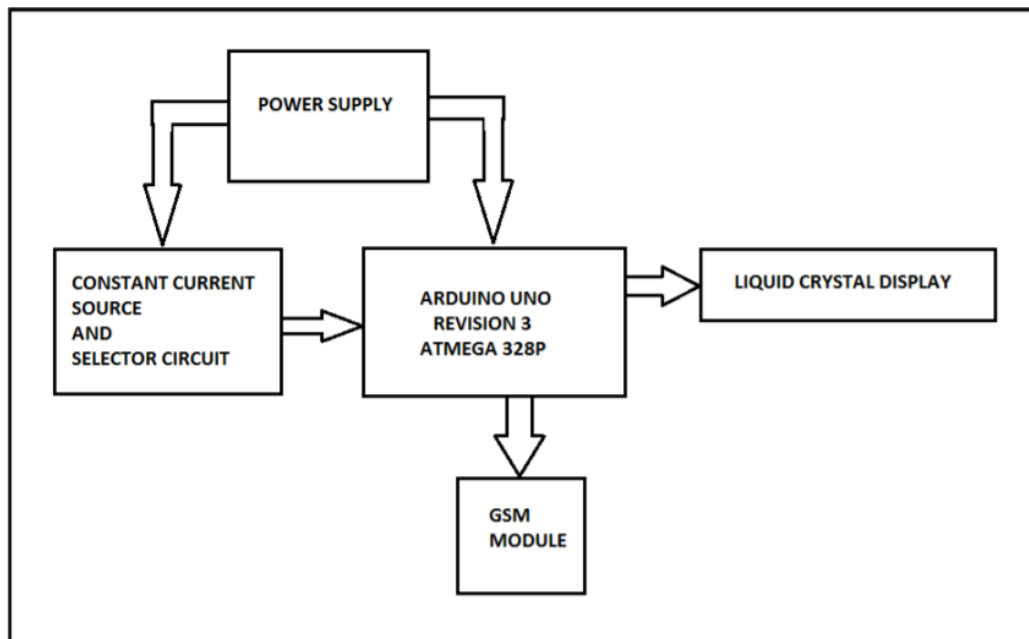 POWER SUPPLY
CONSTANT CURRENT
SOURCE
AND
SELECTOR CIRCUIT
ARDUINO UNO
REVISION 3
ATMEGA 328P
LIQUID CRYSTAL DISPLAY
GSM
MODULE